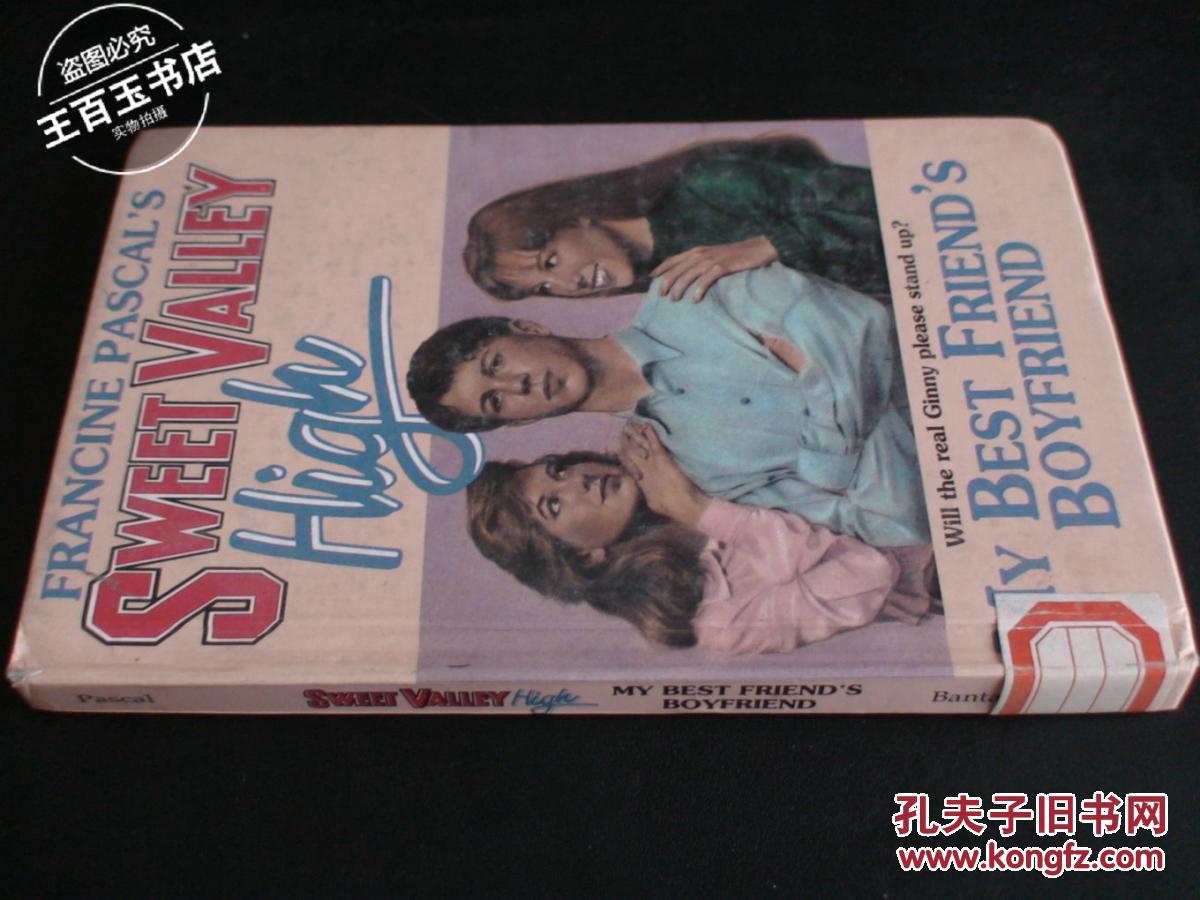 盗图必究
王百玉书店
实物拍摄
FRANCINE PASCAL'S
SWEET VALLEY
High
Will the real Ginny please stand up?
MY BEST FRIEND'S
BOYFRIEND
Pascal
SWEET VALLEY High
MY BEST FRIEND'S
BOYFRIEND
Banta
孔夫子旧书网
www.kongfz.com